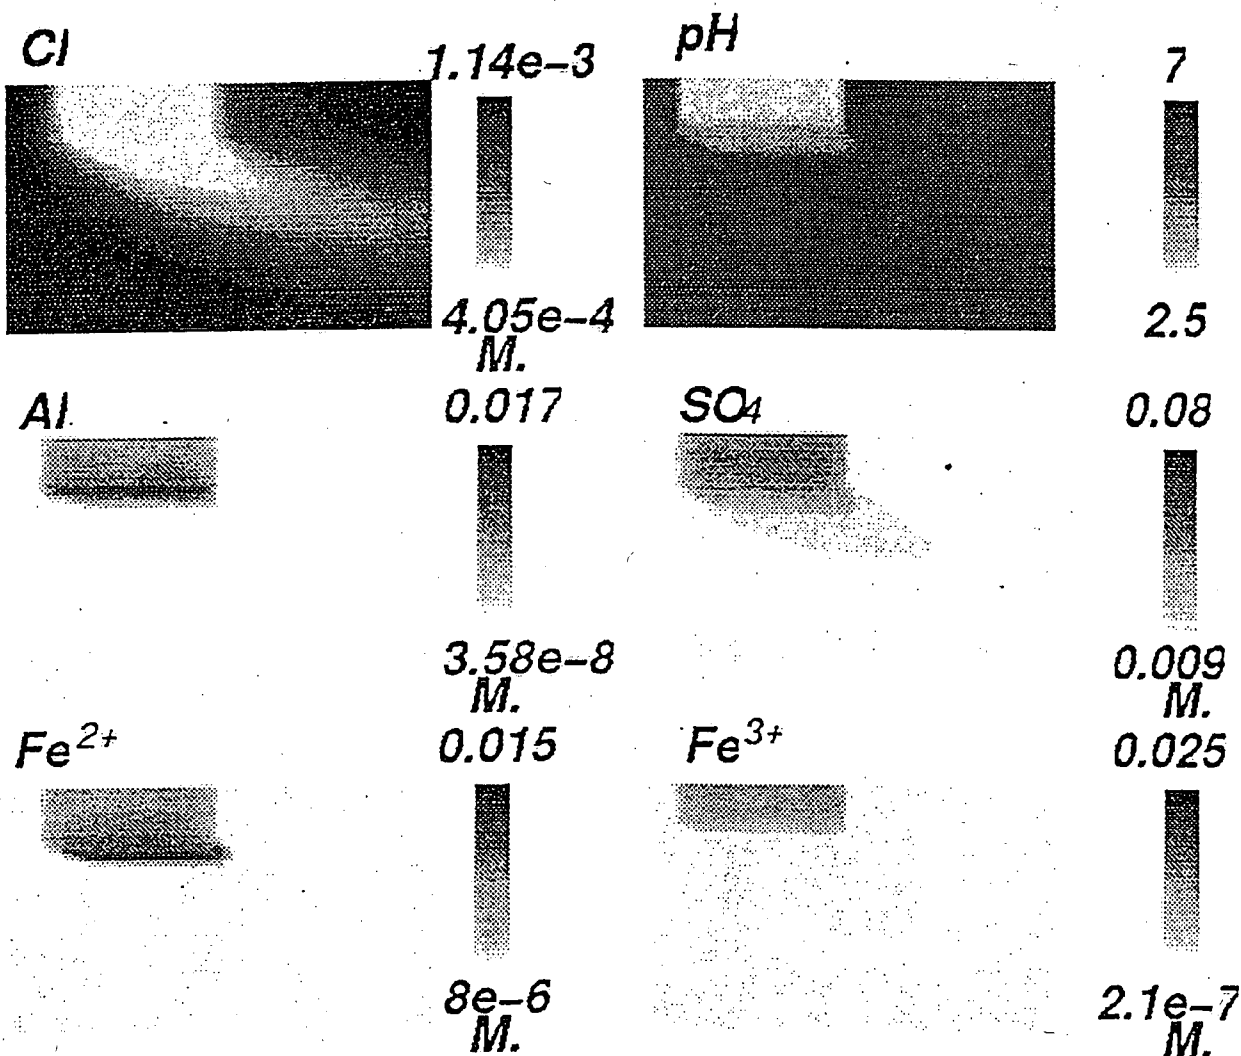 Cl
1.14e-3
4.05e-4
M.
pH
7
2.5
Al
0.017
3.58e-8
M.
SO4
0.08
0.009
M.
Fe2+
0.015
8e-6
M.
Fe3+
0.025
2.1e-7
M.